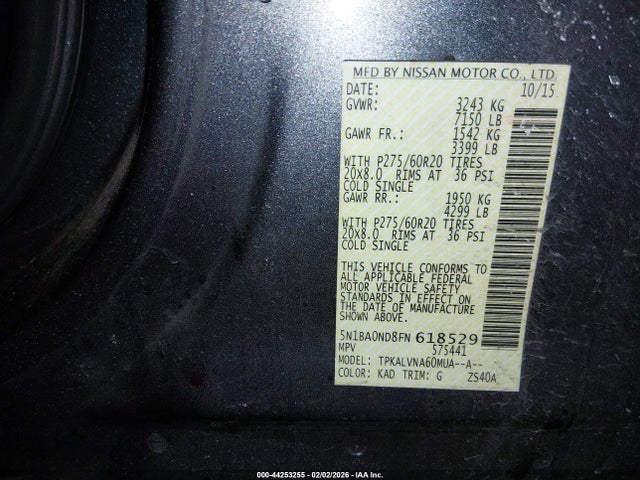 MFD BY NISSAN MOTOR CO., LTD.
DATE: 10/15
GVWR: 3243 KG
7150 LB
GAWR FR.: 1542 KG
3399 LB
WITH P275/60R20 TIRES
20X8.0 RIMS AT 36 PSI
COLD SINGLE
GAWR RR.: 1950 KG
4299 LB
WITH P275/60R20 TIRES
20X8.0 RIMS AT 36 PSI
COLD SINGLE
THIS VEHICLE CONFORMS TO
ALL APPLICABLE FEDERAL
MOTOR VEHICLE SAFETY
STANDARDS IN EFFECT ON
THE DATE OF MANUFACTURE
SHOWN ABOVE
5N1BA0ND8FN 618529
MPV 575441
MODEL: TPKALVNA60MUA--A--
COLOR: KAD TRIM: G ZS40A
000-44253255 - 02/02/2026 - IAA Inc.